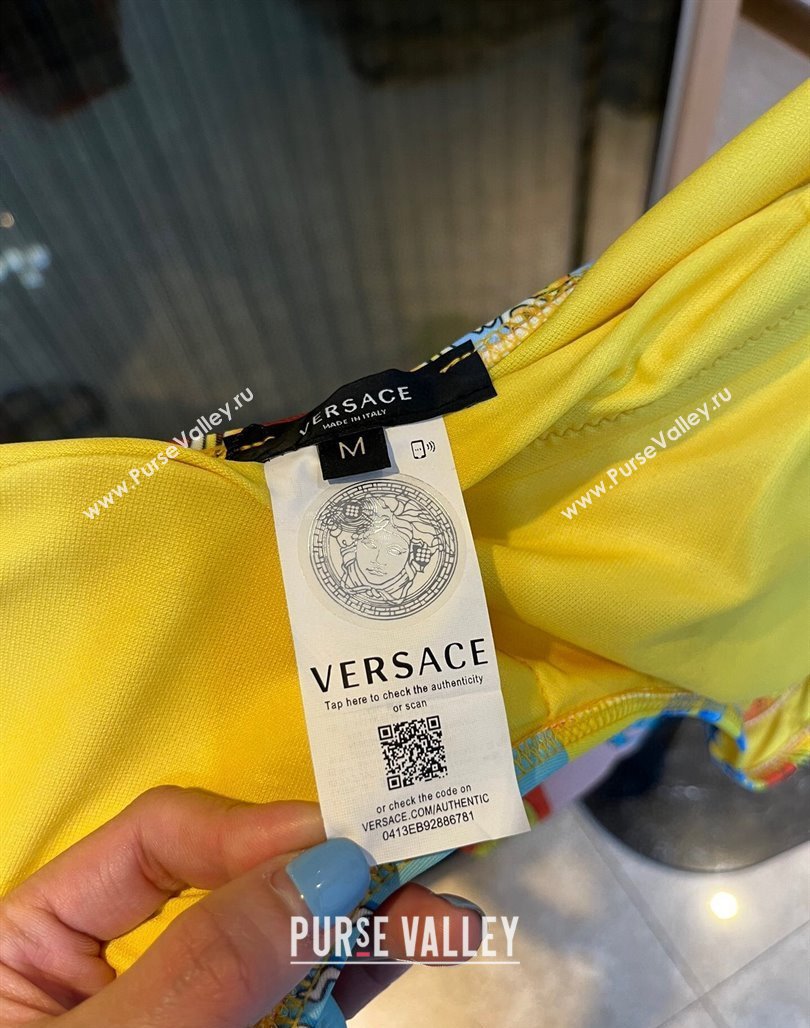 VERSACE
MADE IN ITALY
M
www.PurseValley.ru
www.PurseValley.ru
VERSACE
Tap here to check the authenticity
or scan
or check the code on
VERSACE.COM/AUTHENTIC
0413EB92886781
PURSE VALLEY